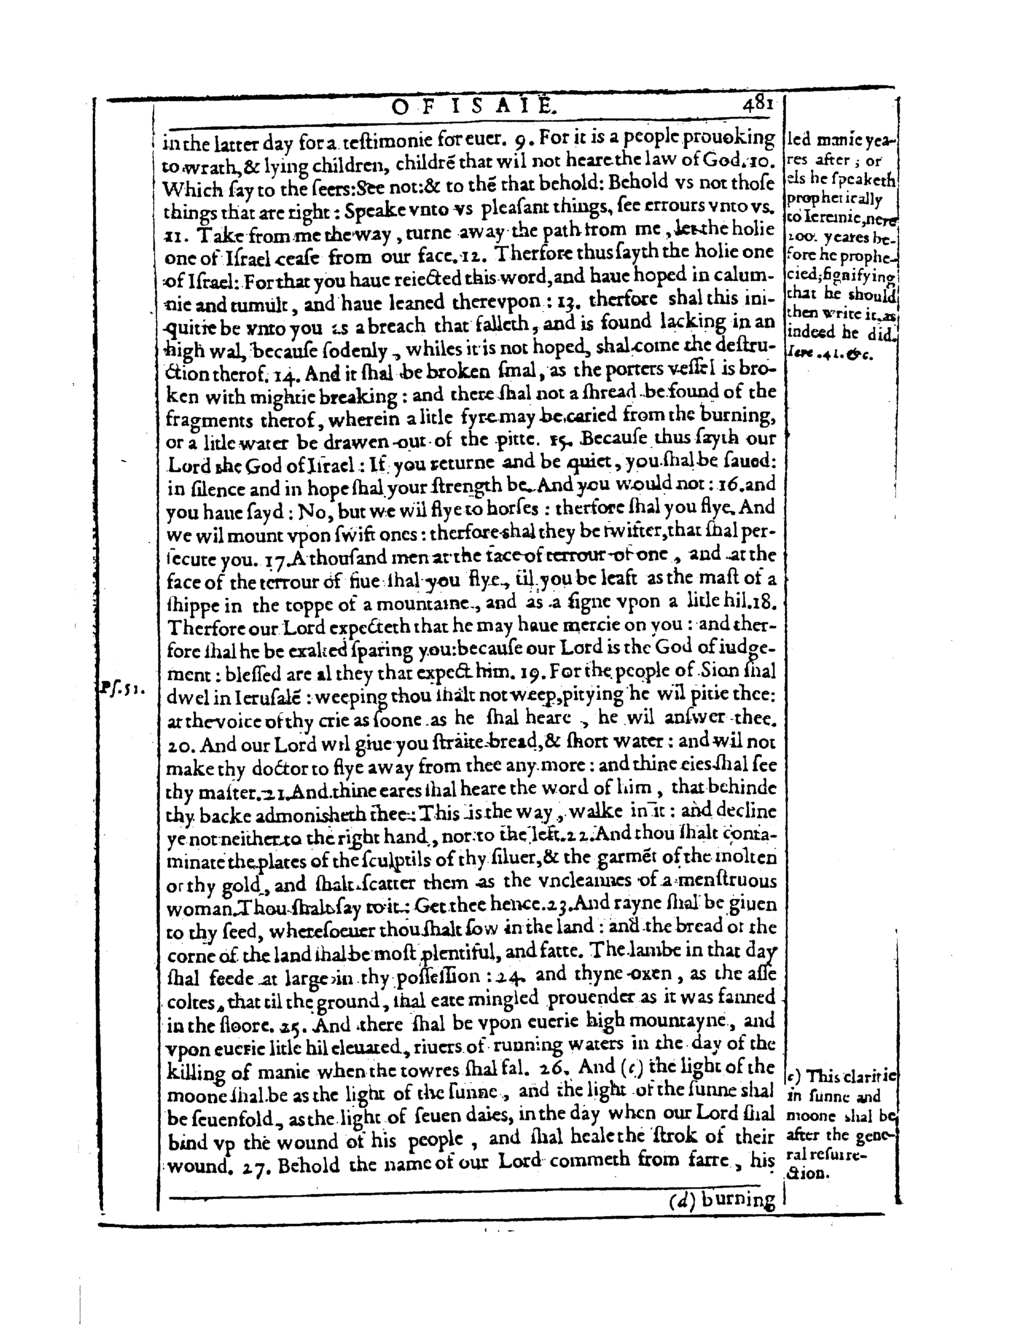 OF ISAIE. 481
in the latter day for a teſtimonie for euer. 9. For it is a people prouoking
to wrath, & lying children, childrē that wil not heare the law of God. 10.
Which ſay to the ſeers: See not: & to thē that behold: Behold vs not thoſe
things that are right: Speake vnto vs pleaſant things, ſee errours vnto vs.
11. Take from me the way, turne away the path from me, let the holie
one of Iſrael ceaſe from our face. 12. Therfore thus ſayth the holie one
of Iſrael: For that you haue reiected this word, and haue hoped in calum-
nie and tumult, and haue leaned therevpon: 13. therfore shal this ini-
quitie be vnto you as a breach that falleth, and is found lacking in an
high wal, becauſe ſodenly, whiles it is not hoped, shal come the deſtru-
ction therof. 14. And it ſhal be broken ſmal, as the porters veſſel is bro-
ken with mightie breaking: and there ſhal not a ſhread be found of the
fragments therof, wherein a litle fyre may be caried from the burning,
or a litle water be drawen out of the pitte. 15. Becauſe thus ſayth our
Lord the God of Iſrael: If you returne and be quiet, you ſhal be ſaued:
in ſilence and in hope ſhal your ſtrength be. And you would not: 16. and
you haue ſayd: No, but we wil flye to horſes: therfore ſhal you flye. And
we wil mount vpon ſwift ones: therfore shal they be ſwifter, that ſhal per-
ſecute you. 17. A thouſand men at the face of terrour of one, and at the
face of the terrour of fiue ſhal you flye, til you be leaft as the maſt of a
ſhippe in the toppe of a mountaine, and as a ſigne vpon a litle hil. 18.
Therfore our Lord expecteth that he may haue mercie on you: and ther-
fore ſhal he be exalted ſparing you: becauſe our Lord is the God of iudge-
ment: bleſſed are al they that expect him. 19. For the people of Sion ſhal
dwel in Ieruſalē: weeping thou ſhalt not weep, pitying he wil pitie thee:
at the voice of thy crie as ſoone as he ſhal heare, he wil anſwer thee.
20. And our Lord wil giue you ſtraite bread, & ſhort water: and wil not
make thy doctor to flye away from thee any more: and thine eies ſhal ſee
thy maſter. 21. And thine eares ſhal heare the word of him, that behinde
thy backe admonisheth thee: This is the way, walke in it: and decline
ye not neither to the right hand, nor to the left. 22. And thou ſhalt conta-
minate the plates of the ſculptils of thy ſiluer, & the garmēt of the molten
of thy gold, and ſhalt ſcatter them as the vncleannes of a menſtruous
woman. Thou ſhalt ſay to it: Get thee hence. 23. And rayne ſhal be giuen
to thy ſeed, whereſoeuer thou ſhalt ſow in the land: and the bread of the
corne of the land ſhal be moſt plentiful, and fatte. The lambe in that day
ſhal feede at large in thy poſſeſſion: 24. and thyne oxen, as the aſſe
coltes, that til the ground, ſhal eate mingled prouender as it was fanned
in the floore. 25. And there ſhal be vpon euerie high mountayne, and
vpon euerie litle hil eleuated, riuers of running waters in the day of the
killing of manie when the towres ſhal fal. 26. And (c) the light of the
moone ſhal be as the light of the ſunne, and the light of the ſunne shal
be ſeuenfold, as the light of ſeuen daies, in the day when our Lord ſhal
bind vp the wound of his people, and ſhal heale the ſtrok of their
wound. 27. Behold the name of our Lord commeth from farre, his
(d) burning
led manie yea-
res after; or
els he ſpeaketh
prophetically
to Ieremie, nere
200. yeares be-
fore he prophe-
cied; ſignifying
that he should
then write it, as
indeed he did.
Iere. 41. &c.
Pſ. 51.
c) This claritie
in ſunne and
moone shal be
after the gene-
ral reſurre-
ction.